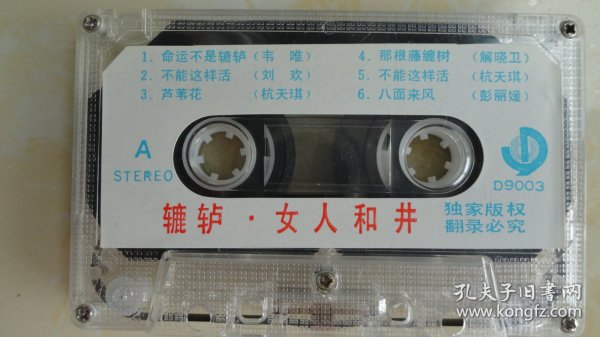 1. 命运不是辘轳(韦 唯)
2. 不能这样活(刘 欢)
3. 芦苇花(杭天琪)
4. 那根藤缠树(解晓卫)
5. 不能这样活(杭天琪)
6. 八面来风(彭丽媛)
A
STEREO
D9003
辘轳·女人和井
独家版权
翻录必究
孔夫子旧书网
www.kongfz.com